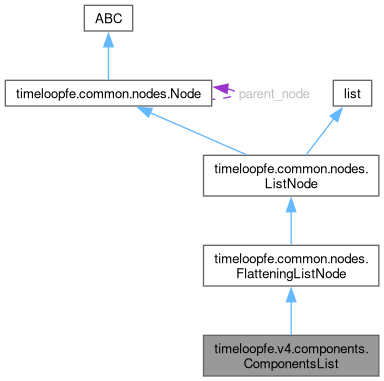 ABC
timeloopfe.common.nodes.Node
parent_node
list
timeloopfe.common.nodes.
ListNode
timeloopfe.common.nodes.
FlatteningListNode
timeloopfe.v4.components.
ComponentsList